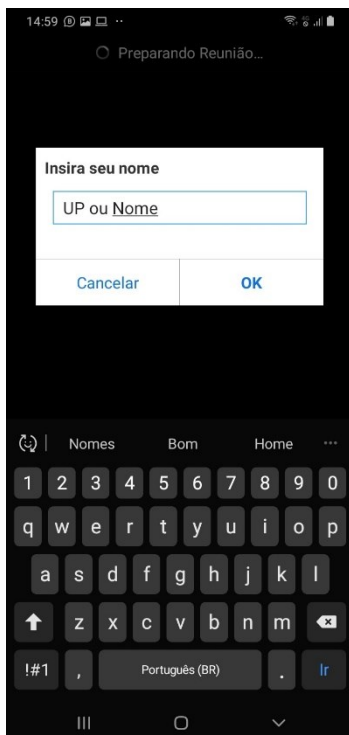 14:59
Preparando Reunião...
Insira seu nome
UP ou Nome
Cancelar OK
Nomes Bom Home ...
1 2 3 4 5 6 7 8 9 0
q w e r t y u i o p
a s d f g h j k l
z x c v b n m
!#1 , Português (BR) . Ir